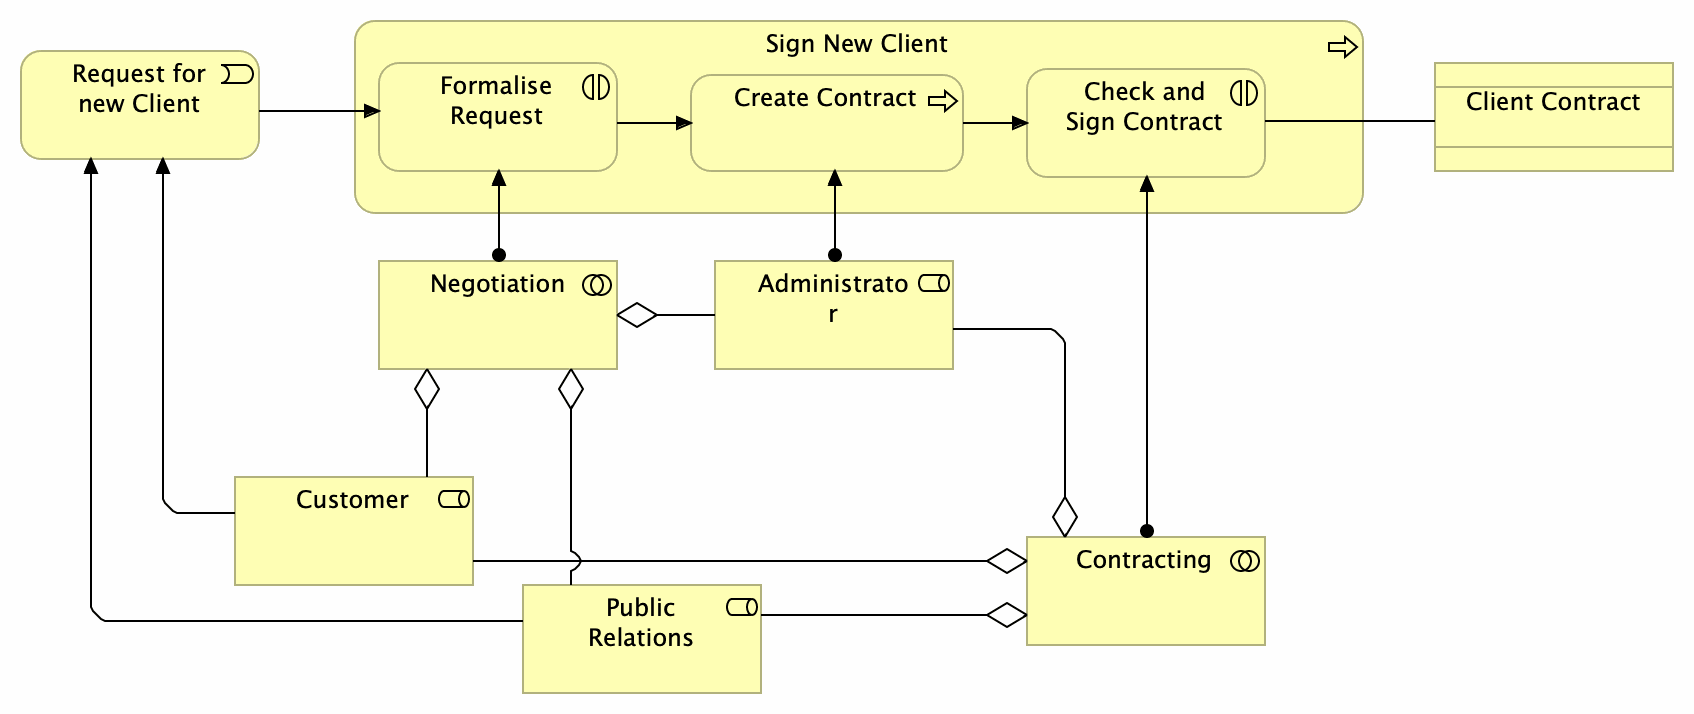 Sign New Client
Request for
new Client
Formalise
Request
Create Contract
Check and
Sign Contract
Client Contract
Negotiation
Administrato
r
Customer
Contracting
Public
Relations